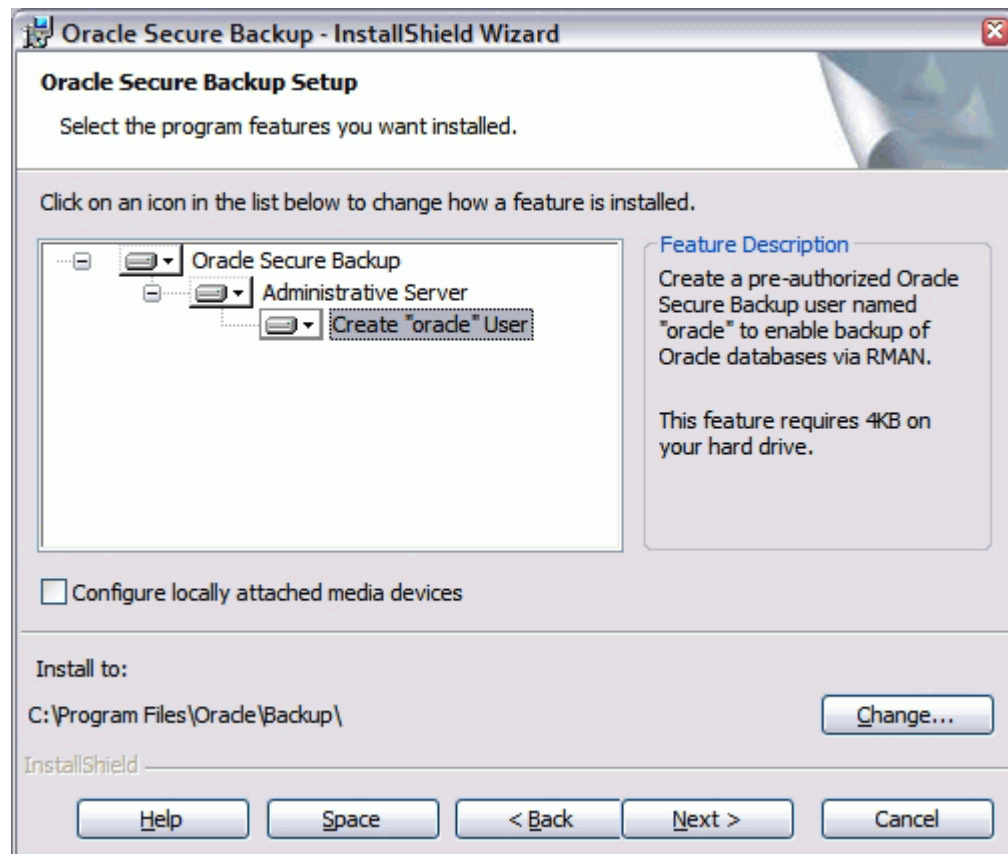 Oracle Secure Backup - InstallShield Wizard
Oracle Secure Backup Setup
Select the program features you want installed.
Click on an icon in the list below to change how a feature is installed.
Oracle Secure Backup
Administrative Server
Create "oracle" User
Feature Description
Create a pre-authorized Oracle
Secure Backup user named
"oracle" to enable backup of
Oracle databases via RMAN.
This feature requires 4KB on
your hard drive.
Configure locally attached media devices
Install to:
C:\Program Files\Oracle\Backup\
Change...
InstallShield
Help
Space
< Back
Next >
Cancel